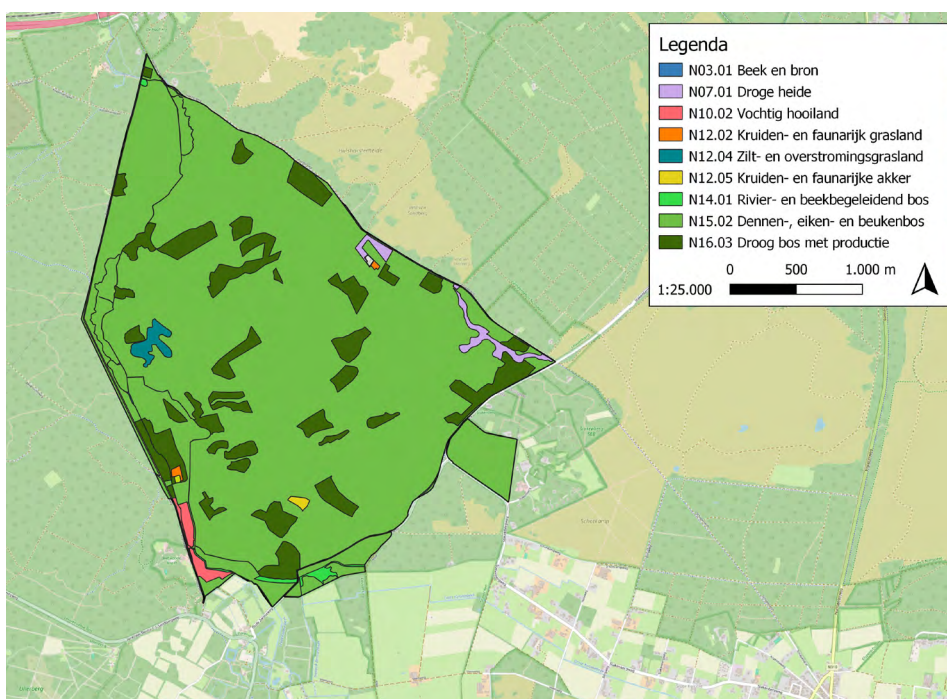 Legenda
N03.01 Beek en bron
N07.01 Droge heide
N10.02 Vochtig hooiland
N12.02 Kruiden- en faunarijk grasland
N12.04 Zilt- en overstromingsgrasland
N12.05 Kruiden- en faunarijke akker
N14.01 Rivier- en beekbegeleidend bos
N15.02 Dennen-, eiken- en beukenbos
N16.03 Droog bos met productie
0 500 1.000 m
1:25.000